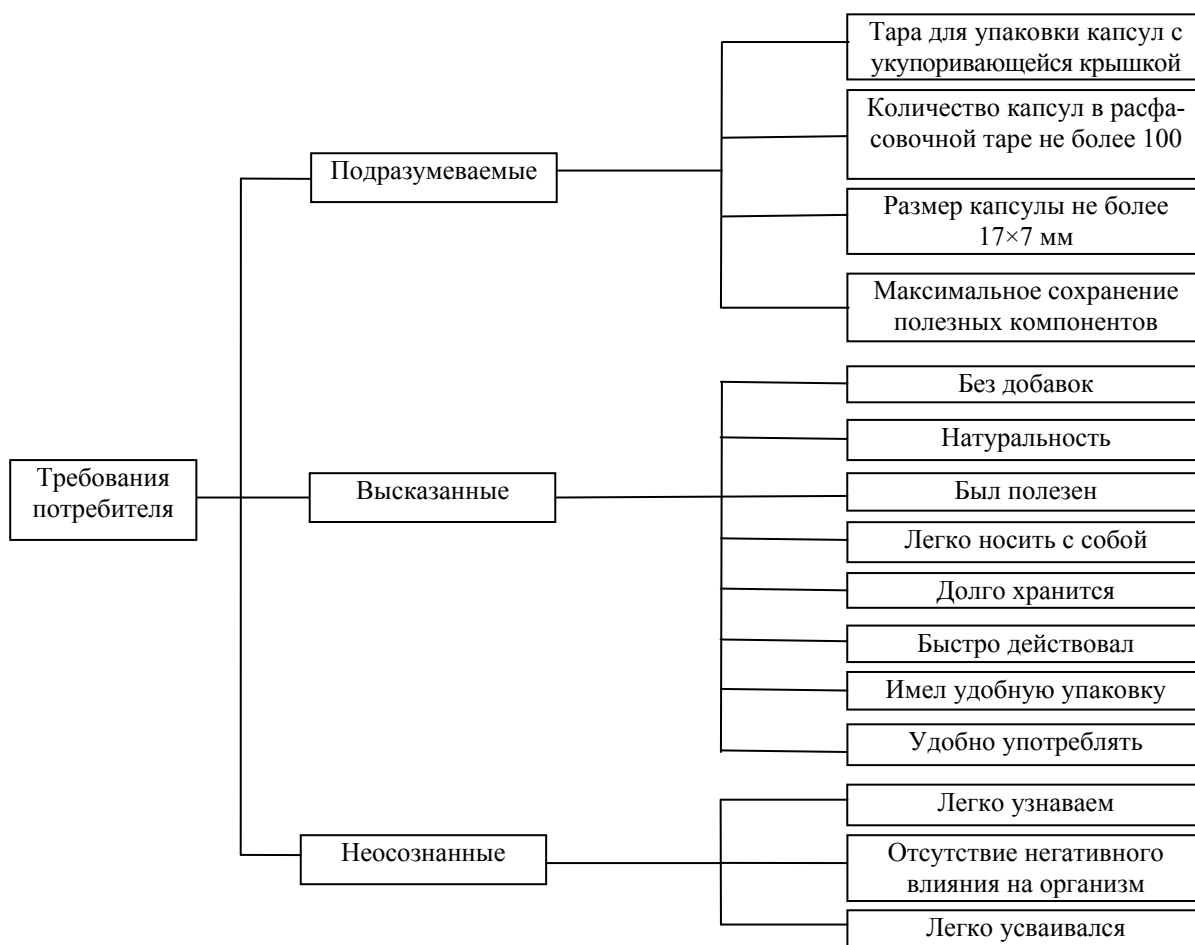 Требования
потребителя
Подразумеваемые
Тара для упаковки капсул с
укупоривающейся крышкой
Количество капсул в расфа-
совочной таре не более 100
Размер капсулы не более
17×7 мм
Максимальное сохранение
полезных компонентов
Высказанные
Без добавок
Натуральность
Был полезен
Легко носить с собой
Долго хранится
Быстро действовал
Имел удобную упаковку
Удобно употреблять
Неосознанные
Легко узнаваем
Отсутствие негативного
влияния на организм
Легко усваивался